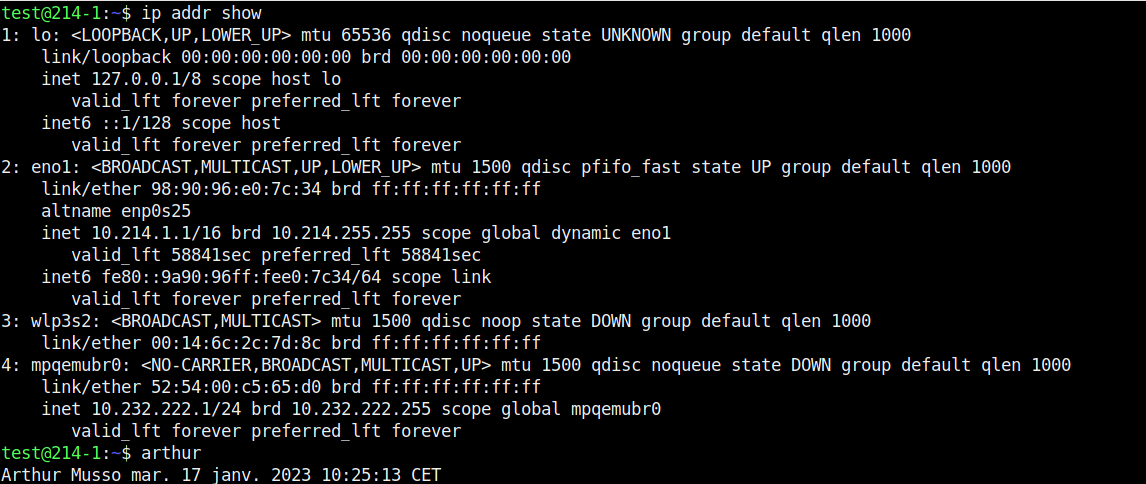 test@214-1:~$ ip addr show
1: lo: <LOOPBACK,UP,LOWER_UP> mtu 65536 qdisc noqueue state UNKNOWN group default qlen 1000
    link/loopback 00:00:00:00:00:00 brd 00:00:00:00:00:00
    inet 127.0.0.1/8 scope host lo
       valid_lft forever preferred_lft forever
    inet6 ::1/128 scope host
       valid_lft forever preferred_lft forever
2: eno1: <BROADCAST,MULTICAST,UP,LOWER_UP> mtu 1500 qdisc pfifo_fast state UP group default qlen 1000
    link/ether 98:90:96:e0:7c:34 brd ff:ff:ff:ff:ff:ff
    altname enp0s25
    inet 10.214.1.1/16 brd 10.214.255.255 scope global dynamic eno1
       valid_lft 58841sec preferred_lft 58841sec
    inet6 fe80::9a90:96ff:fee0:7c34/64 scope link
       valid_lft forever preferred_lft forever
3: wlp3s2: <BROADCAST,MULTICAST> mtu 1500 qdisc noop state DOWN group default qlen 1000
    link/ether 00:14:6c:2c:7d:8c brd ff:ff:ff:ff:ff:ff
4: mpqemubr0: <NO-CARRIER,BROADCAST,MULTICAST,UP> mtu 1500 qdisc noqueue state DOWN group default qlen 1000
    link/ether 52:54:00:c5:65:d0 brd ff:ff:ff:ff:ff:ff
    inet 10.232.222.1/24 brd 10.232.222.255 scope global mpqemubr0
       valid_lft forever preferred_lft forever
test@214-1:~$ arthur
Arthur Musso mar. 17 janv. 2023 10:25:13 CET